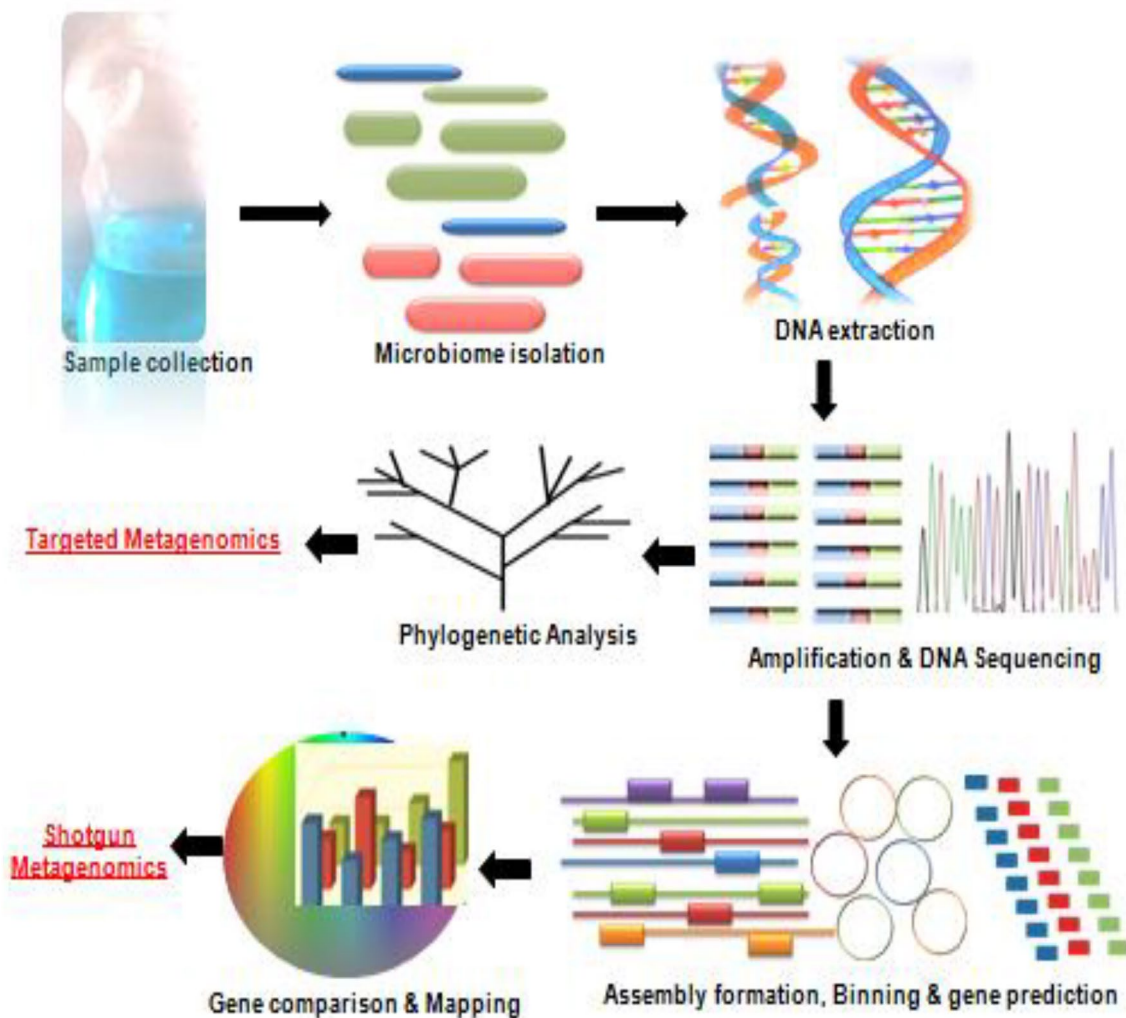 Sample collection
Microbiome isolation
DNA extraction
Targeted Metagenomics
Phylogenetic Analysis
Amplification & DNA Sequencing
Shotgun
Metagenomics
Gene comparison & Mapping
Assembly formation, Binning & gene prediction